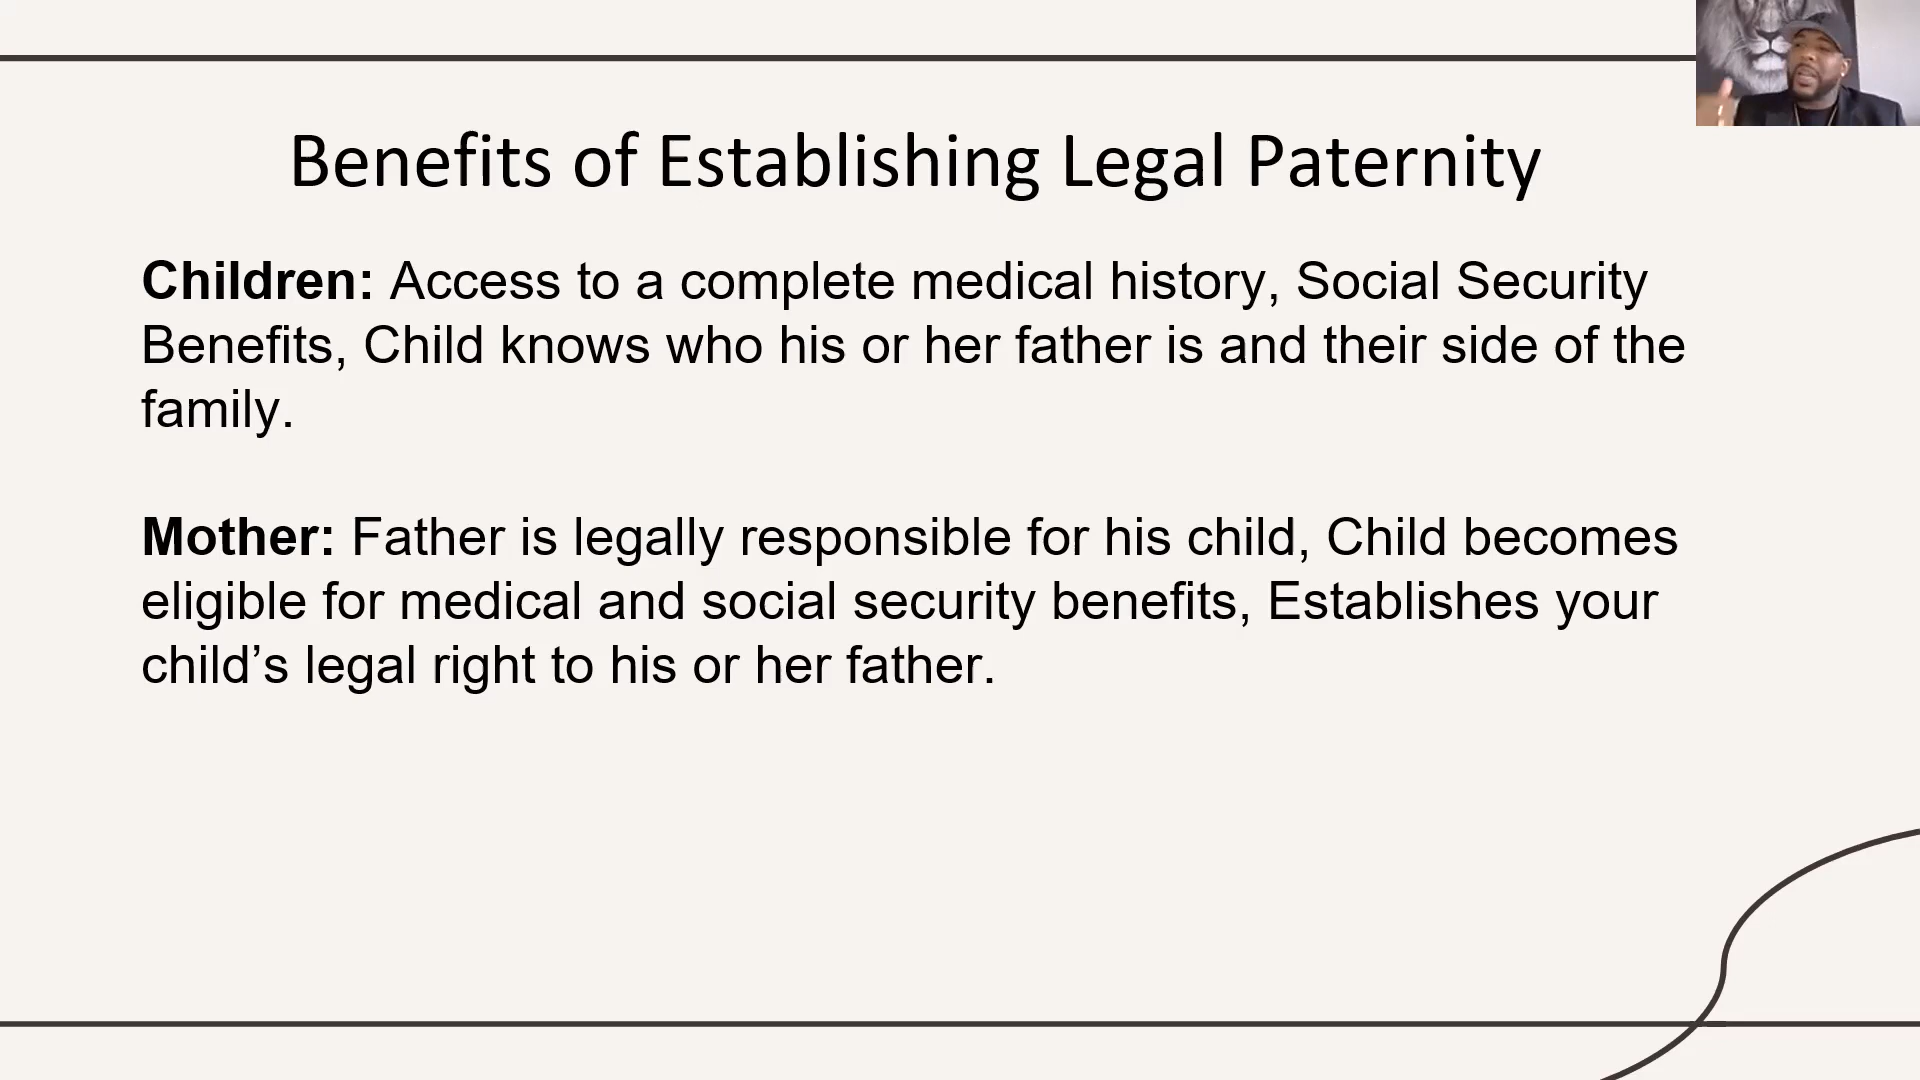 Benefits of Establishing Legal Paternity
Children: Access to a complete medical history, Social Security
Benefits, Child knows who his or her father is and their side of the
family.
Mother: Father is legally responsible for his child, Child becomes
eligible for medical and social security benefits, Establishes your
child’s legal right to his or her father.